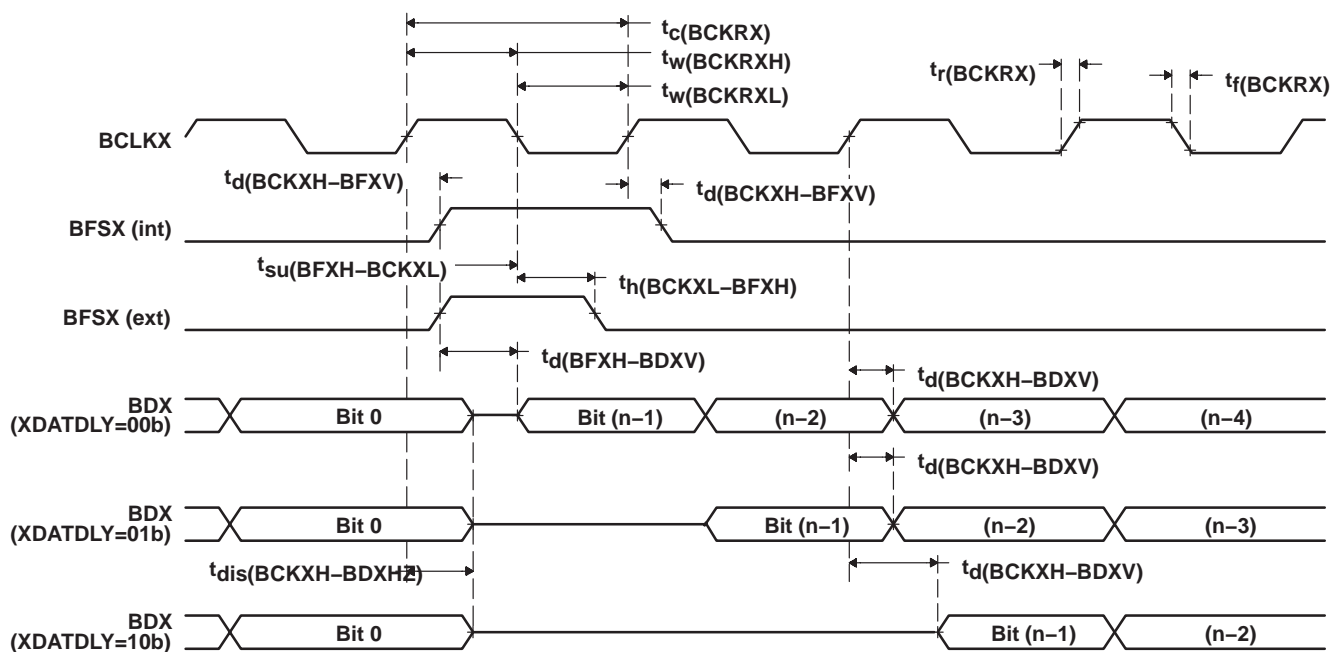 tc(BCKRX)
tw(BCKRXH)
tr(BCKRX)
tf(BCKRX)
tw(BCKRXL)
BCLKX
td(BCKXH–BFXV)
td(BCKXH–BFXV)
BFSX (int)
tsu(BFXH–BCKXL)
th(BCKXL–BFXH)
BFSX (ext)
td(BFXH–BDXV)
td(BCKXH–BDXV)
BDX
(XDATDLY=00b)
Bit 0
Bit (n–1)
(n–2)
(n–3)
(n–4)
td(BCKXH–BDXV)
BDX
(XDATDLY=01b)
Bit 0
Bit (n–1)
(n–2)
(n–3)
tdis(BCKXH–BDXHZ)
td(BCKXH–BDXV)
BDX
(XDATDLY=10b)
Bit 0
Bit (n–1)
(n–2)